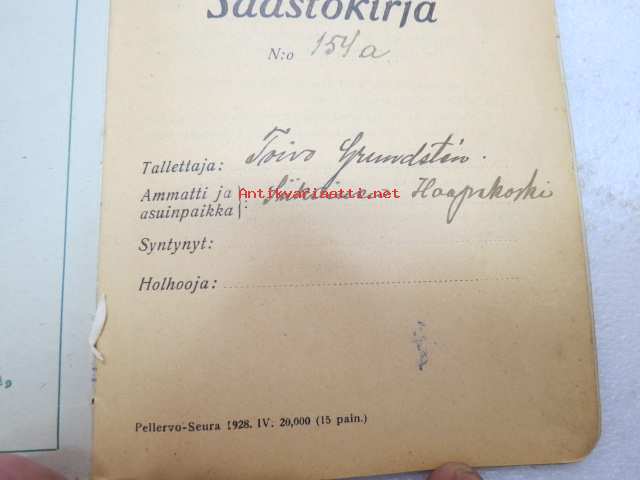 Säästökirja
N:o 154 a
Tallettaja: Toivo Grundstén.
Ammatti ja asuinpaikka: Haapakoski
Antikvariaatti.net
Syntynyt:
Holhooja:
Pellervo-Seura 1928. IV. 20,000 (15 pain.)